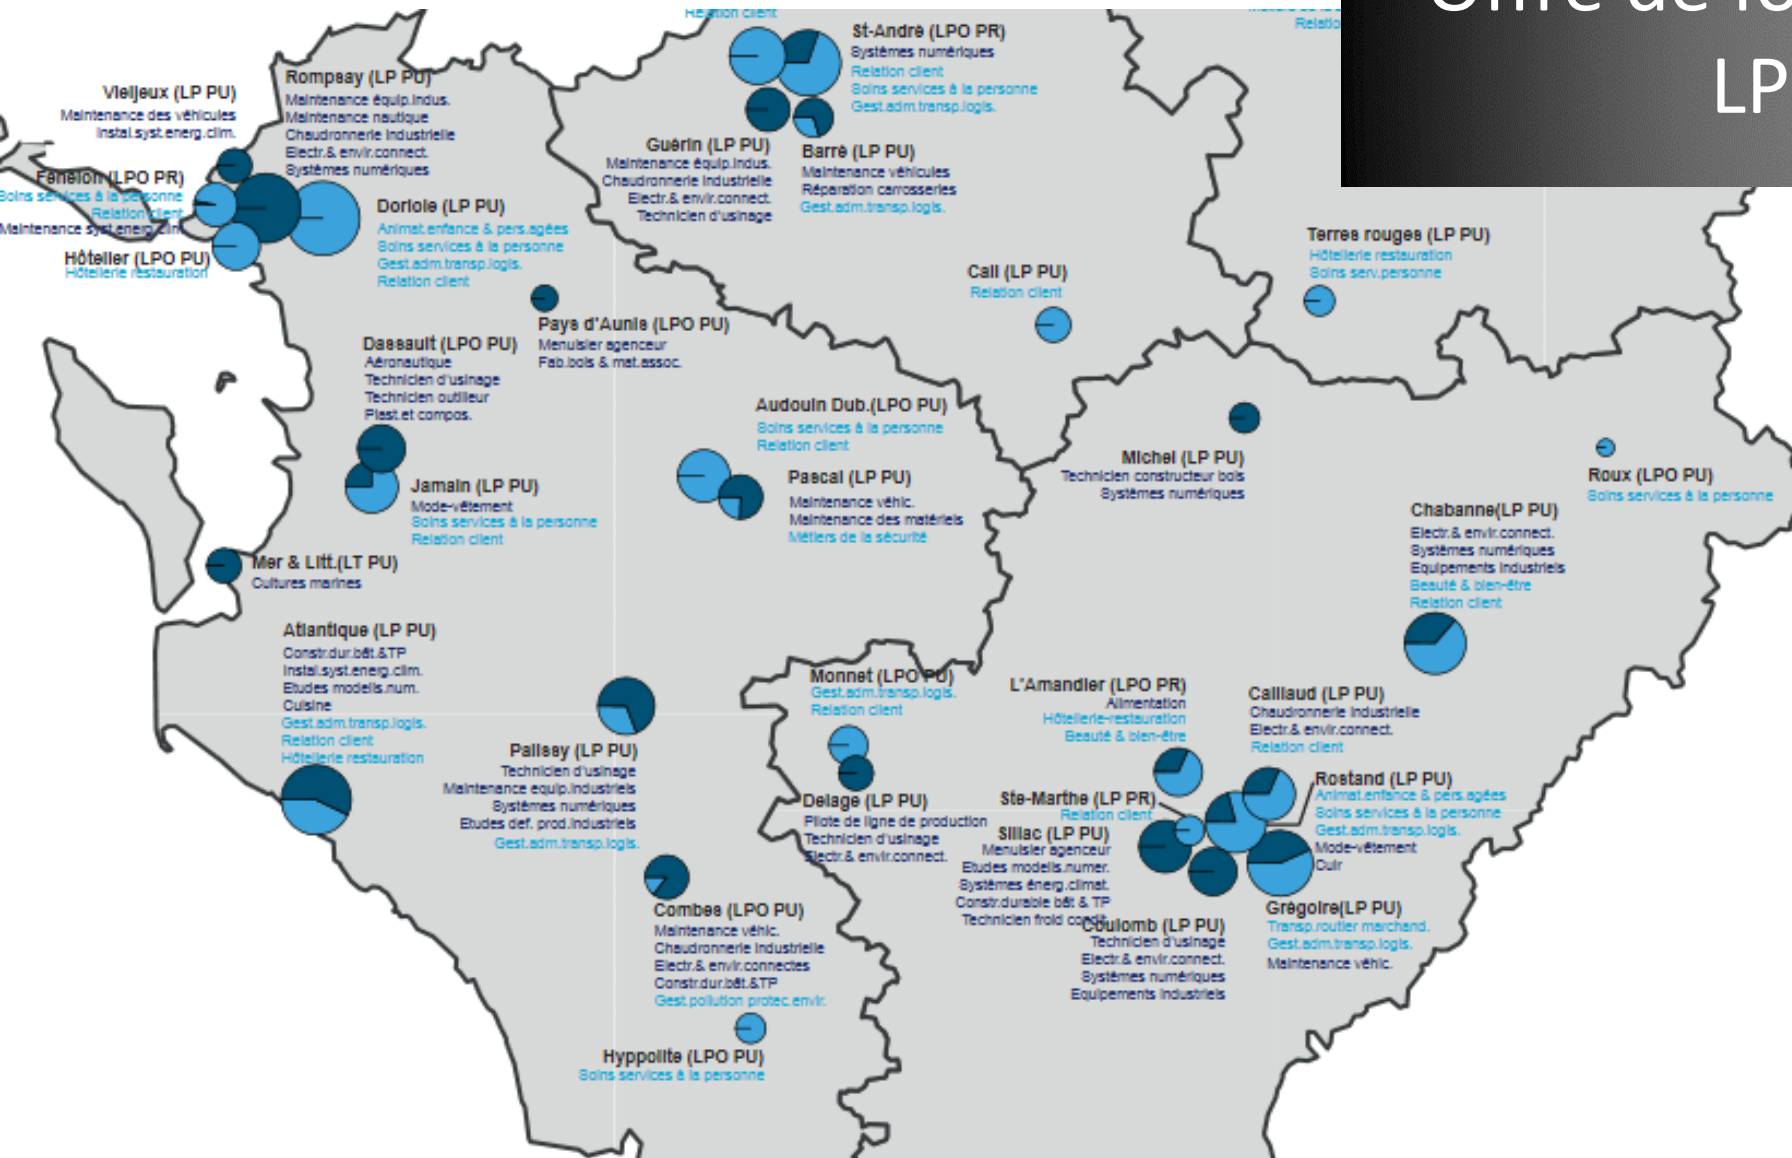 Relation client
Offre de fo
LP
Relatio
St-André (LPO PR)
Systèmes numériques
Relation client
Soins services à la personne
Gest.adm.transp.logis.
Vieljeux (LP PU)
Maintenance des véhicules
Instal.syst.energ.clim.
Rompsay (LP PU)
Maintenance équip.indus.
Maintenance nautique
Chaudronnerie industrielle
Electr.& envir.connect.
Systèmes numériques
Guérin (LP PU)
Maintenance équip.indus.
Chaudronnerie industrielle
Electr.& envir.connect.
Technicien d'usinage
Barré (LP PU)
Maintenance véhicules
Réparation carrosseries
Gest.adm.transp.logis.
Fénelon (LPO PR)
Soins services à la personne
Relation client
Maintenance syst.energ.clim
Hôtelier (LPO PU)
Hôtellerie restauration
Doriole (LP PU)
Animat.enfance & pers.agées
Soins services à la personne
Gest.adm.transp.logis.
Relation client
Terres rouges (LP PU)
Hôtellerie restauration
Soins serv.personne
Cail (LP PU)
Relation client
Pays d'Aunis (LPO PU)
Menuisier agenceur
Fab.bois & mat.assoc.
Dassault (LPO PU)
Aéronautique
Technicien d'usinage
Technicien outilleur
Plast.et compos.
Audouin Dub.(LPO PU)
Soins services à la personne
Relation client
Jamain (LP PU)
Mode-vêtement
Soins services à la personne
Relation client
Pascal (LP PU)
Maintenance véhic.
Maintenance des matériels
Métiers de la sécurité
Michel (LP PU)
Technicien constructeur bois
Systèmes numériques
Roux (LPO PU)
Soins services à la personne
Chabanne(LP PU)
Electr.& envir.connect.
Systèmes numériques
Equipements industriels
Beauté & bien-être
Relation client
Mer & Litt.(LT PU)
Cultures marines
Atlantique (LP PU)
Constr.dur.bât.&TP
Instal.syst.energ.clim.
Etudes modelis.num.
Cuisine
Gest.adm.transp.logis.
Relation client
Hôtellerie restauration
Monnet (LPO PU)
Gest.adm.transp.logis.
Relation client
L'Amandier (LPO PR)
Alimentation
Hôtellerie-restauration
Beauté & bien-être
Caillaud (LP PU)
Chaudronnerie industrielle
Electr.& envir.connect.
Relation client
Palissy (LP PU)
Technicien d'usinage
Maintenance equip.industriels
Systèmes numériques
Etudes def. prod.industriels
Gest.adm.transp.logis.
Delage (LP PU)
Pilote de ligne de production
Technicien d'usinage
Electr.& envir.connect.
Ste-Marthe (LP PR)
Relation client
Rostand (LP PU)
Animat.enfance & pers.agées
Soins services à la personne
Gest.adm.transp.logis.
Mode-vêtement
Cuir
Sillac (LP PU)
Menuisier agenceur
Etudes modelis.numer.
Systèmes énerg.climat.
Constr.durable bât & TP
Technicien froid condit.
Combes (LPO PU)
Maintenance véhic.
Chaudronnerie industrielle
Electr.& envir.connectes
Constr.dur.bât.&TP
Gest.pollution protec.envir.
Coulomb (LP PU)
Technicien d'usinage
Electr.& envir.connect.
Systèmes numériques
Equipements industriels
Grégoire(LP PU)
Transp.routier marchand.
Gest.adm.transp.logis.
Maintenance véhic.
Hyppolite (LPO PU)
Soins services à la personne